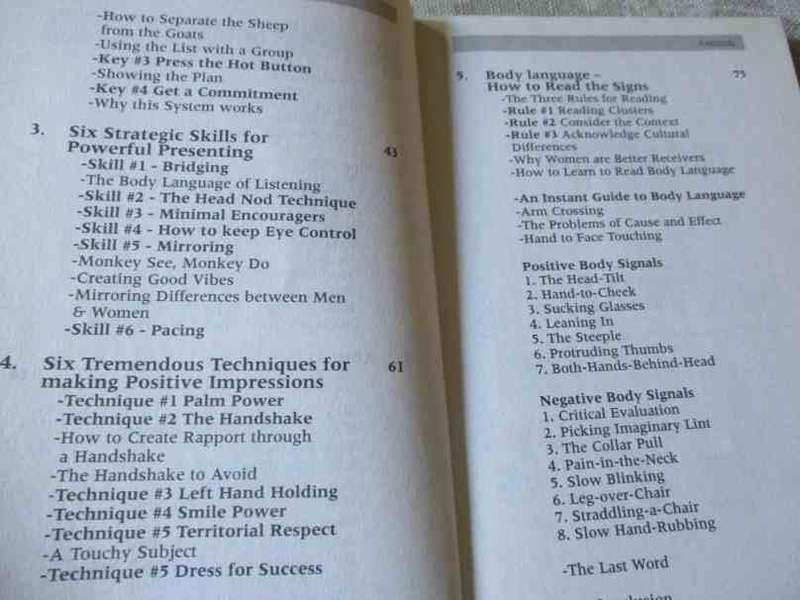 -How to Separate the Sheep
from the Goats
-Using the List with a Group
-Key #3 Press the Hot Button
-Showing the Plan
-Key #4 Get a Commitment
-Why this System works
3. Six Strategic Skills for
Powerful Presenting 43
-Skill #1 - Bridging
-The Body Language of Listening
-Skill #2 - The Head Nod Technique
-Skill #3 - Minimal Encouragers
-Skill #4 - How to keep Eye Control
-Skill #5 - Mirroring
-Monkey See, Monkey Do
-Creating Good Vibes
-Mirroring Differences between Men
& Women
-Skill #6 - Pacing
4. Six Tremendous Techniques for 61
making Positive Impressions
-Technique #1 Palm Power
-Technique #2 The Handshake
-How to Create Rapport through
a Handshake
-The Handshake to Avoid
-Technique #3 Left Hand Holding
-Technique #4 Smile Power
-Technique #5 Territorial Respect
-A Touchy Subject
-Technique #5 Dress for Success
5. Body language – 75
How to Read the Signs
-The Three Rules for Reading
-Rule #1 Reading Clusters
-Rule #2 Consider the Context
-Rule #3 Acknowledge Cultural
Differences
-Why Women are Better Receivers
-How to Learn to Read Body Language
-An Instant Guide to Body Language
-Arm Crossing
-The Problems of Cause and Effect
-Hand to Face Touching
Positive Body Signals
1. The Head-Tilt
2. Hand-to-Cheek
3. Sucking Glasses
4. Leaning In
5. The Steeple
6. Protruding Thumbs
7. Both-Hands-Behind-Head
Negative Body Signals
1. Critical Evaluation
2. Picking Imaginary Lint
3. The Collar Pull
4. Pain-in-the-Neck
5. Slow Blinking
6. Leg-over-Chair
7. Straddling-a-Chair
8. Slow Hand-Rubbing
-The Last Word